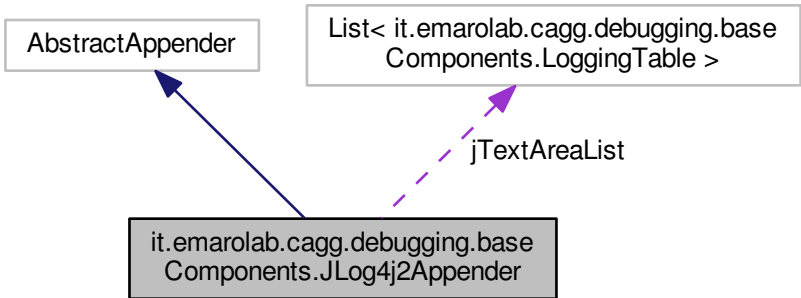 AbstractAppender
List< it.emarolab.cagg.debugging.base
Components.LoggingTable >
jTextAreaList
it.emarolab.cagg.debugging.base
Components.JLog4j2Appender